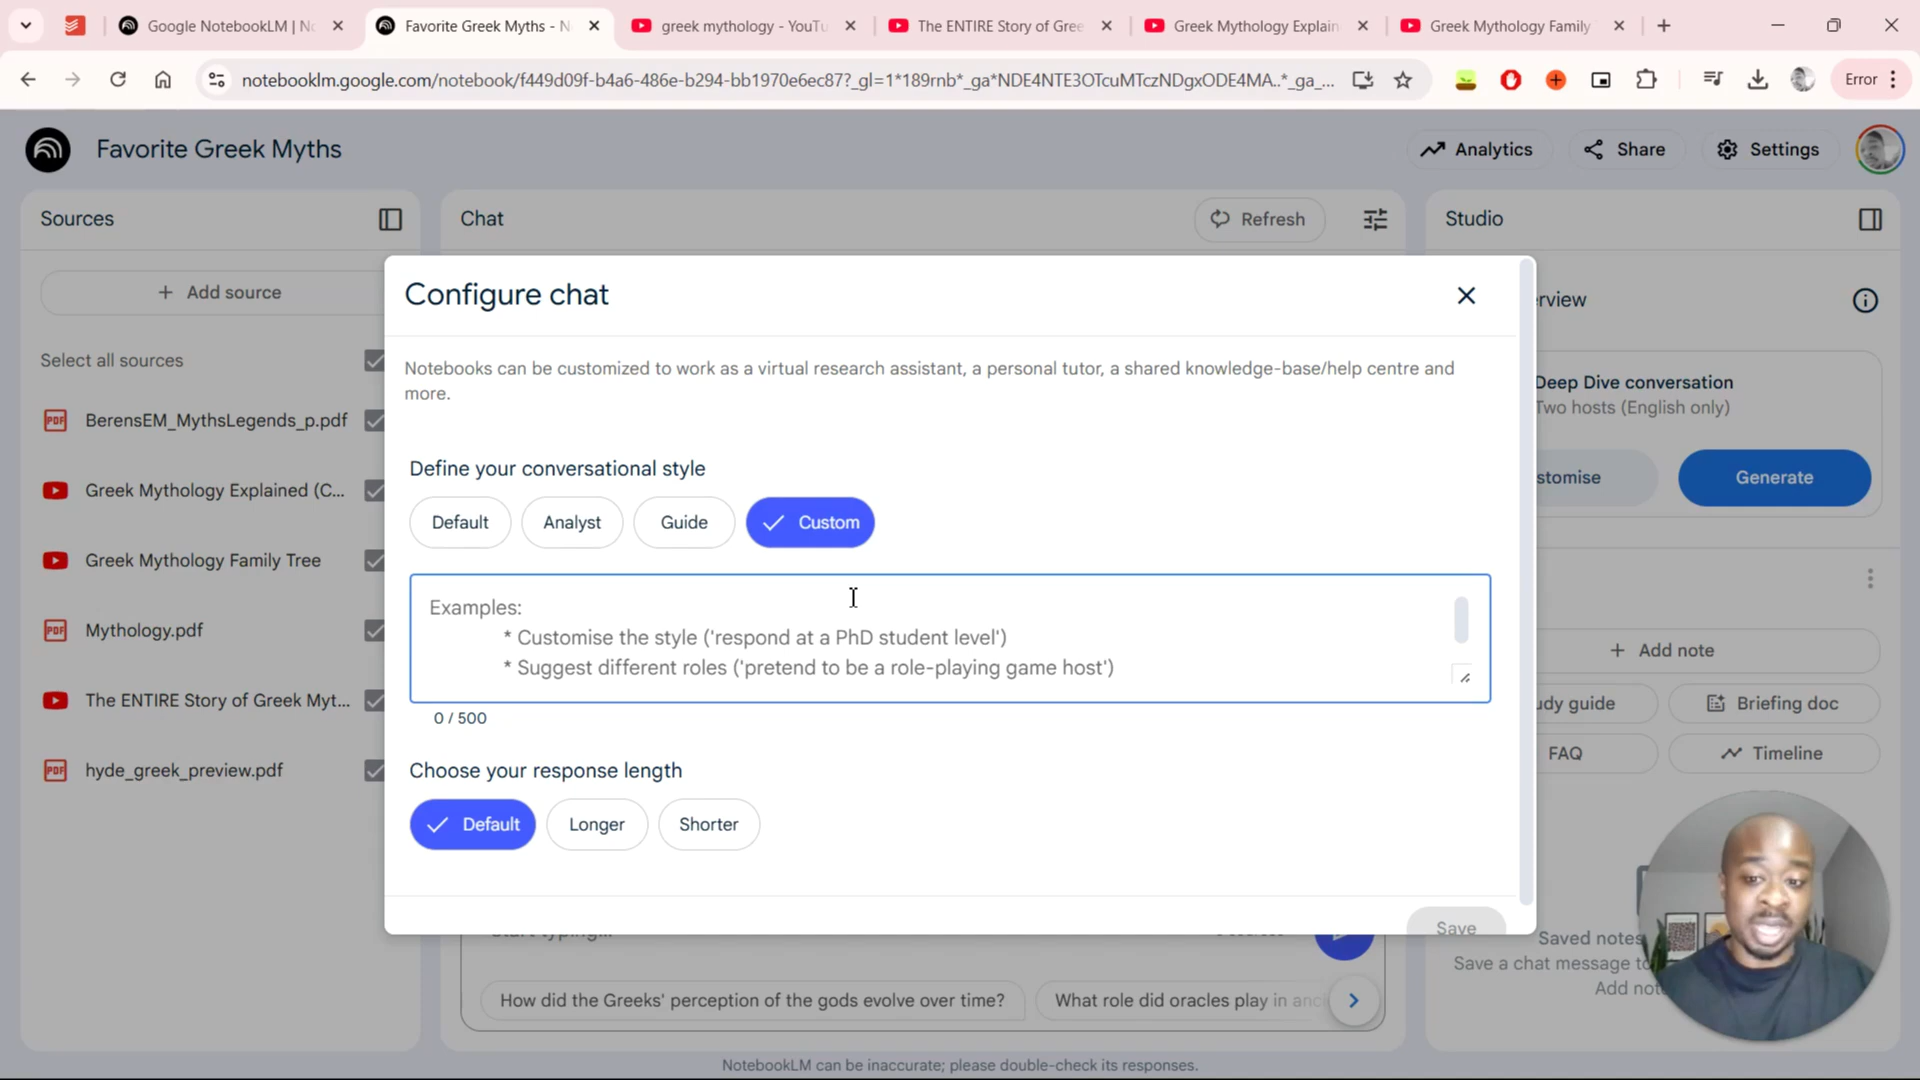 Google NotebookLM | No
Favorite Greek Myths - N
greek mythology - YouTu
The ENTIRE Story of Gree
Greek Mythology Explain
Greek Mythology Family
notebooklm.google.com/notebook/f449d09f-b4a6-486e-b294-bb1970e6ec87?_gl=1*189rnb*_ga*NDE4NTE3OTcuMTczNDgxODE4MA..*_ga_...
Error
Favorite Greek Myths
Analytics
Share
Settings
Sources
Chat
Refresh
Studio
+ Add source
Select all sources
PDF BerensEM_MythsLegends_p.pdf
Greek Mythology Explained (C...
Greek Mythology Family Tree
PDF Mythology.pdf
The ENTIRE Story of Greek Myt...
PDF hyde_greek_preview.pdf
Configure chat
Notebooks can be customized to work as a virtual research assistant, a personal tutor, a shared knowledge-base/help centre and
more.
Define your conversational style
Default
Analyst
Guide
Custom
Examples:
* Customise the style ('respond at a PhD student level')
* Suggest different roles ('pretend to be a role-playing game host')
0 / 500
Choose your response length
Default
Longer
Shorter
Save
Start typing...
How did the Greeks' perception of the gods evolve over time?
What role did oracles play in anci
rview
Deep Dive conversation
Two hosts (English only)
stomise
Generate
+ Add note
udy guide
Briefing doc
FAQ
Timeline
Saved notes
Save a chat message to
Add note
NotebookLM can be inaccurate; please double-check its responses.